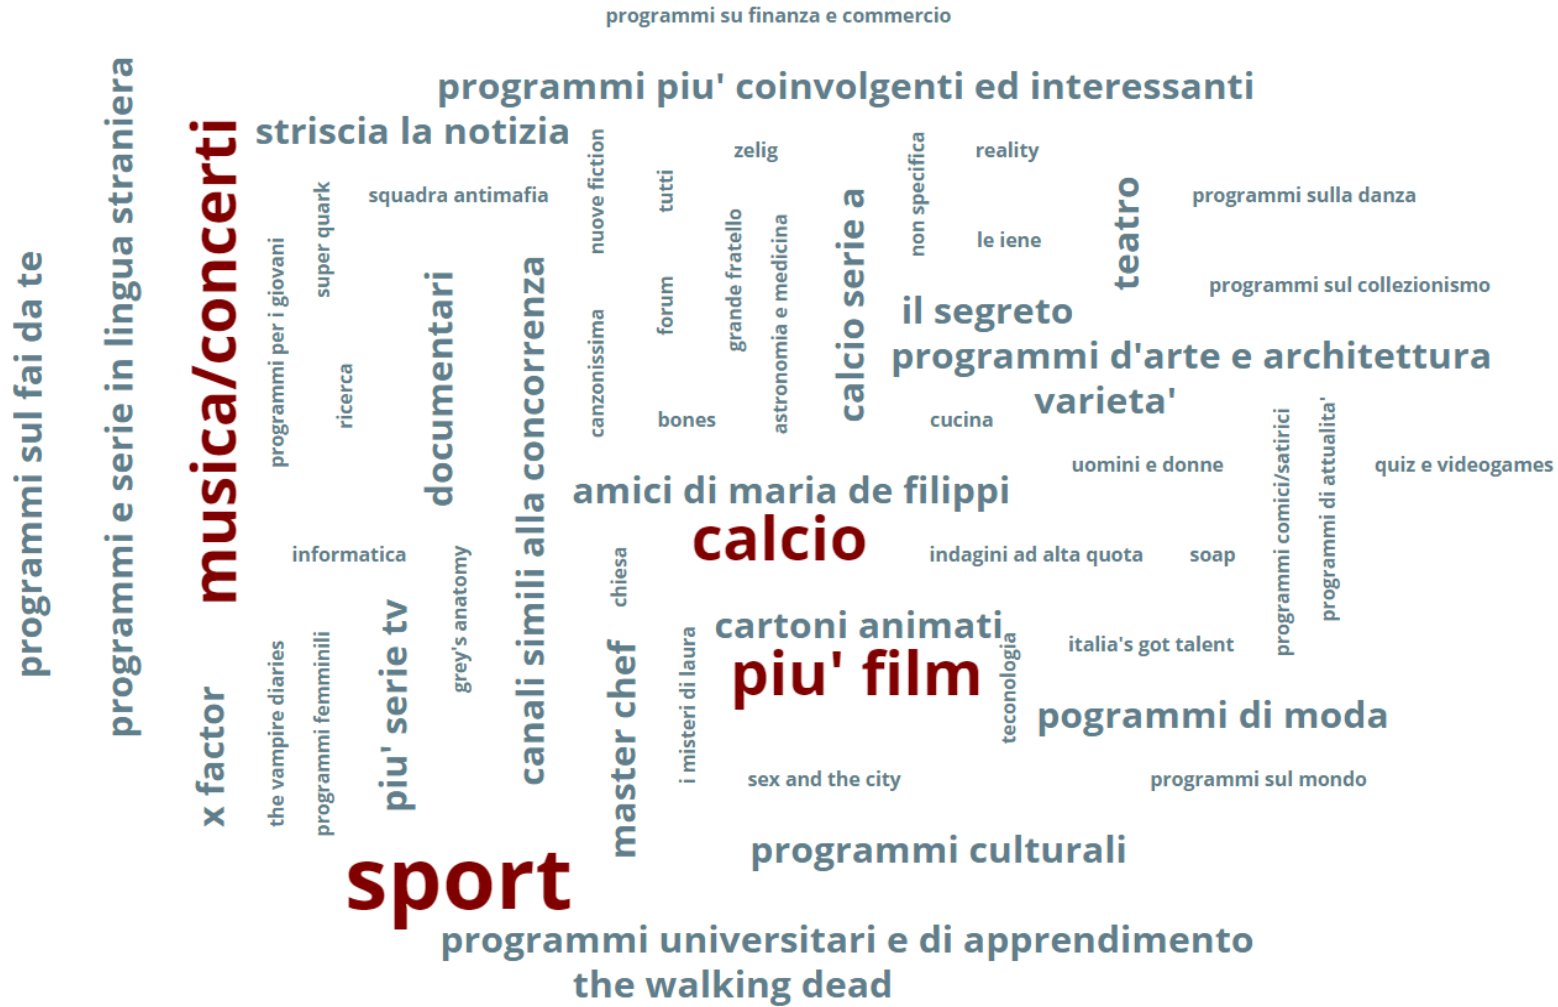 programmi su finanza e commercio
programmi piu' coinvolgenti ed interessanti
striscia la notizia
programmi sul fai da te
programmi e serie in lingua straniera
musica/concerti
programmi per i giovani
super quark
squadra antimafia
ricerca
documentari
canali simili alla concorrenza
nuove fiction
tutti
zelig
non specifica
reality
canzonissima
forum
grande fratello
astronomia e medicina
calcio serie a
le iene
teatro
programmi sulla danza
programmi sul collezionismo
il segreto
programmi d'arte e architettura
varieta'
bones
cucina
uomini e donne
programmi comici/satirici
programmi di attualita'
quiz e videogames
amici di maria de filippi
calcio
informatica
grey's anatomy
chiesa
indagini ad alta quota
soap
cartoni animati
piu' film
teconologia
italia's got talent
x factor
the vampire diaries
programmi femminili
piu' serie tv
master chef
i misteri di laura
pogrammi di moda
sex and the city
programmi sul mondo
sport
programmi culturali
programmi universitari e di apprendimento
the walking dead